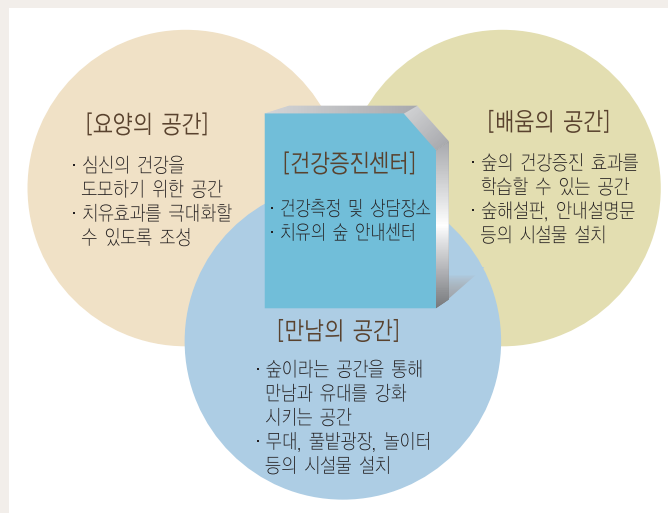 [요양의 공간]
· 심신의 건강을
도모하기 위한 공간
· 치유효과를 극대화할
수 있도록 조성
[건강증진센터]
· 건강측정 및 상담장소
· 치유의 숲 안내센터
[배움의 공간]
· 숲의 건강증진 효과를
학습할 수 있는 공간
· 숲해설판, 안내설명문
등의 시설물 설치
[만남의 공간]
· 숲이라는 공간을 통해
만남과 유대를 강화
시키는 공간
· 무대, 풀밭광장, 놀이터
등의 시설물 설치